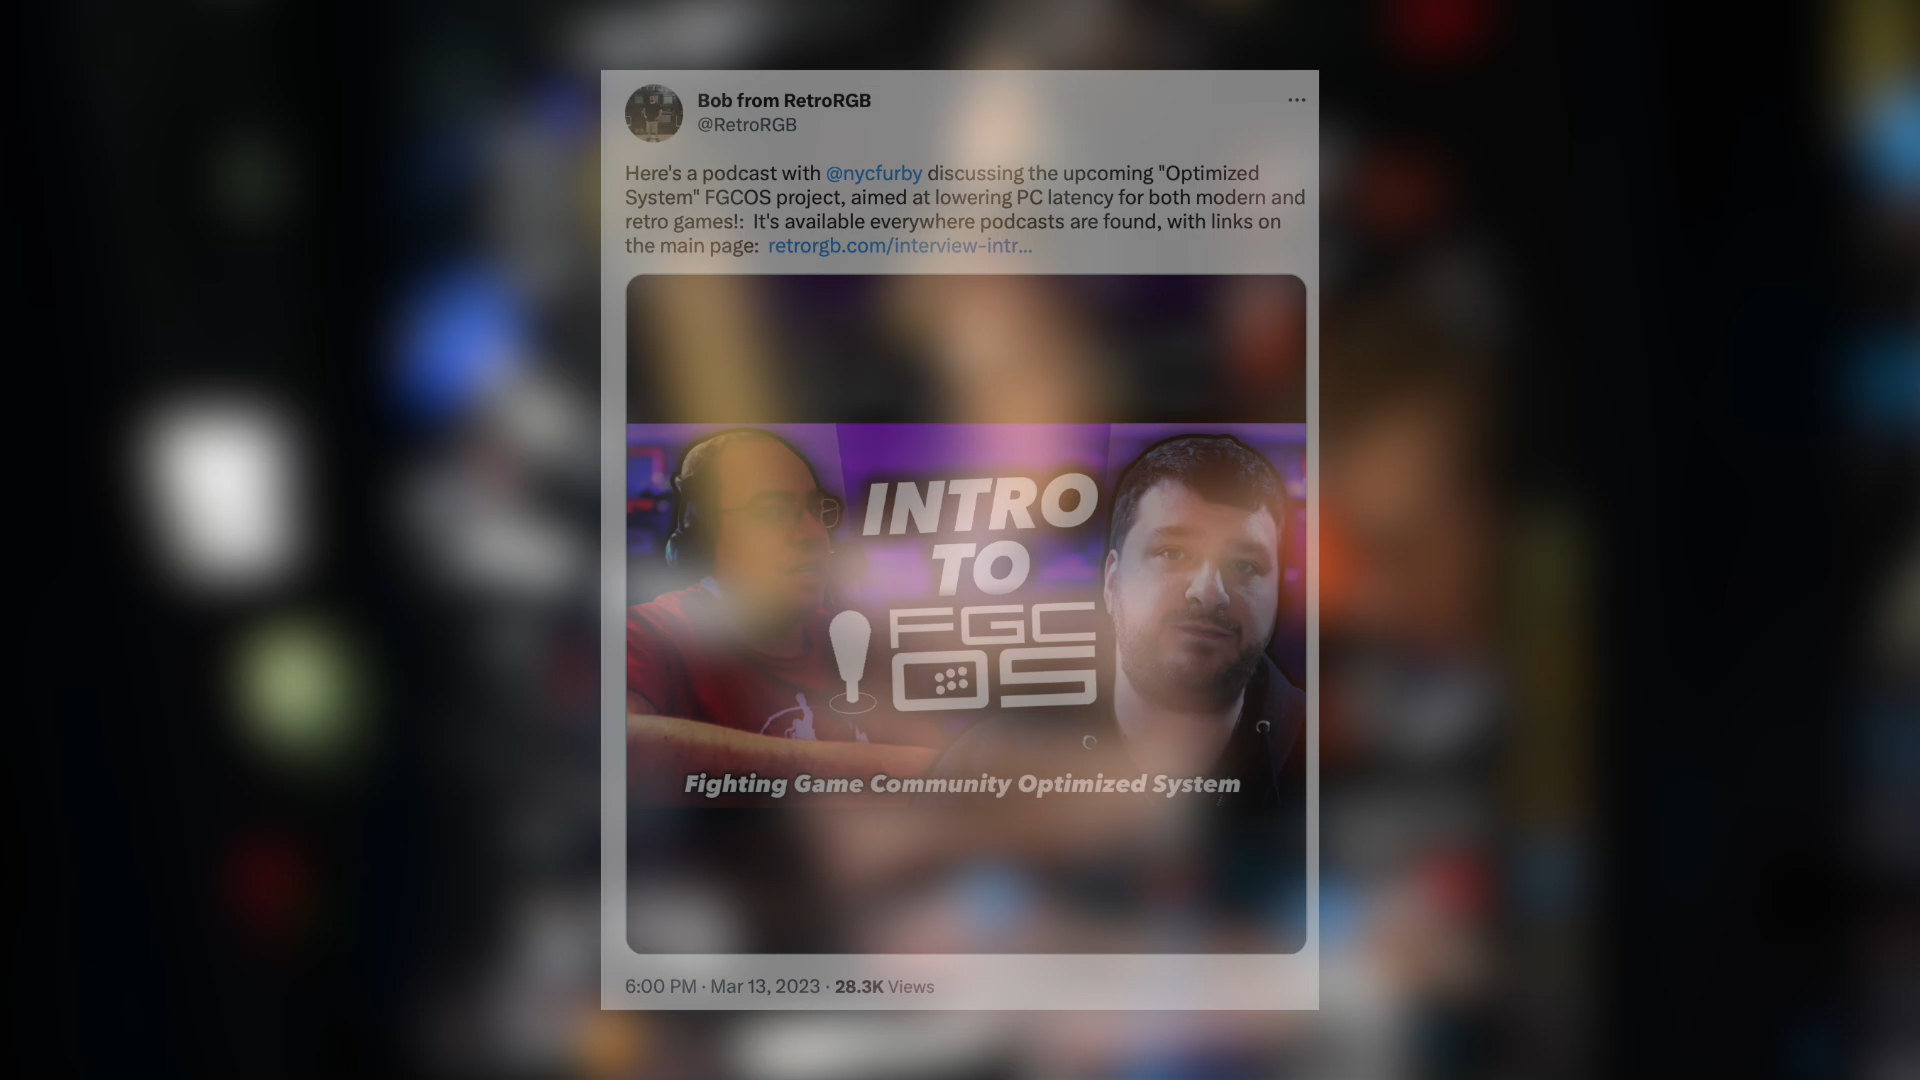 Bob from RetroRGB
@RetroRGB
Here's a podcast with @nycfurby discussing the upcoming "Optimized
System" FGCOS project, aimed at lowering PC latency for both modern and
retro games!:  It's available everywhere podcasts are found, with links on
the main page:  retrorgb.com/interview-intr...
INTRO
TO
FGC
OS
Fighting Game Community Optimized System
6:00 PM · Mar 13, 2023 · 28.3K Views